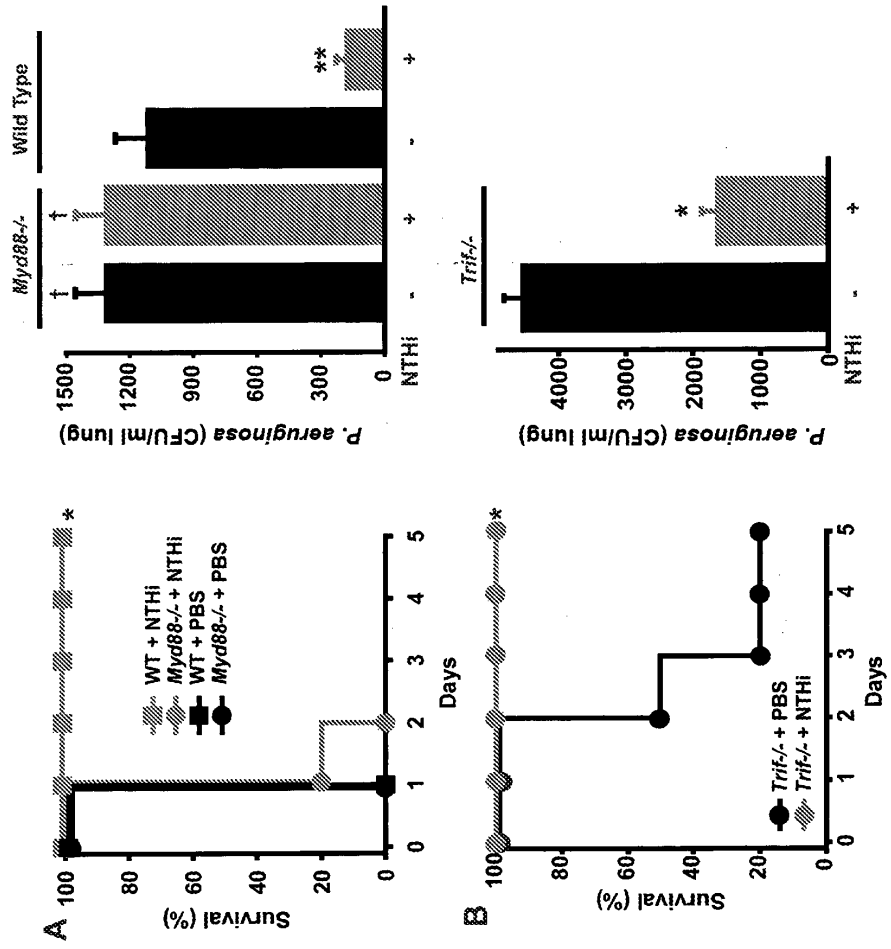 A
Survival (%)
100
80
60
40
20
0
0 1 2 3 4 5
Days
*
WT + NTHi
Myd88-/- + NTHi
WT + PBS
Myd88-/- + PBS
Myd88-/- Wild Type
P. aeruginosa (CFU/ml lung)
1500
1200
900
600
300
0
† † **
NTHi - + - +
B
Survival (%)
100
80
60
40
20
0
0 1 2 3 4 5
Days
*
Trif-/- + PBS
Trif-/- + NTHi
Trif-/-
P. aeruginosa (CFU/ml lung)
4000
3000
2000
1000
0
*
NTHi - +